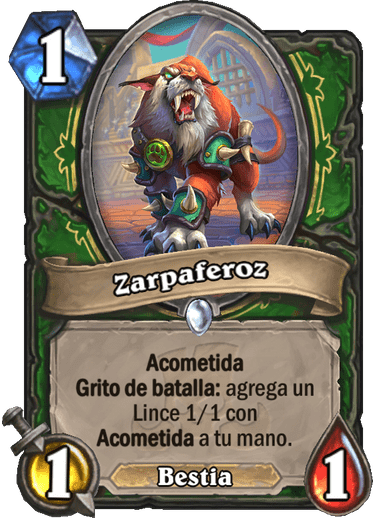 1
Zarpaferoz
Acometida
Grito de batalla: agrega un
Lince 1/1 con
Acometida a tu mano.
1
Bestia
1